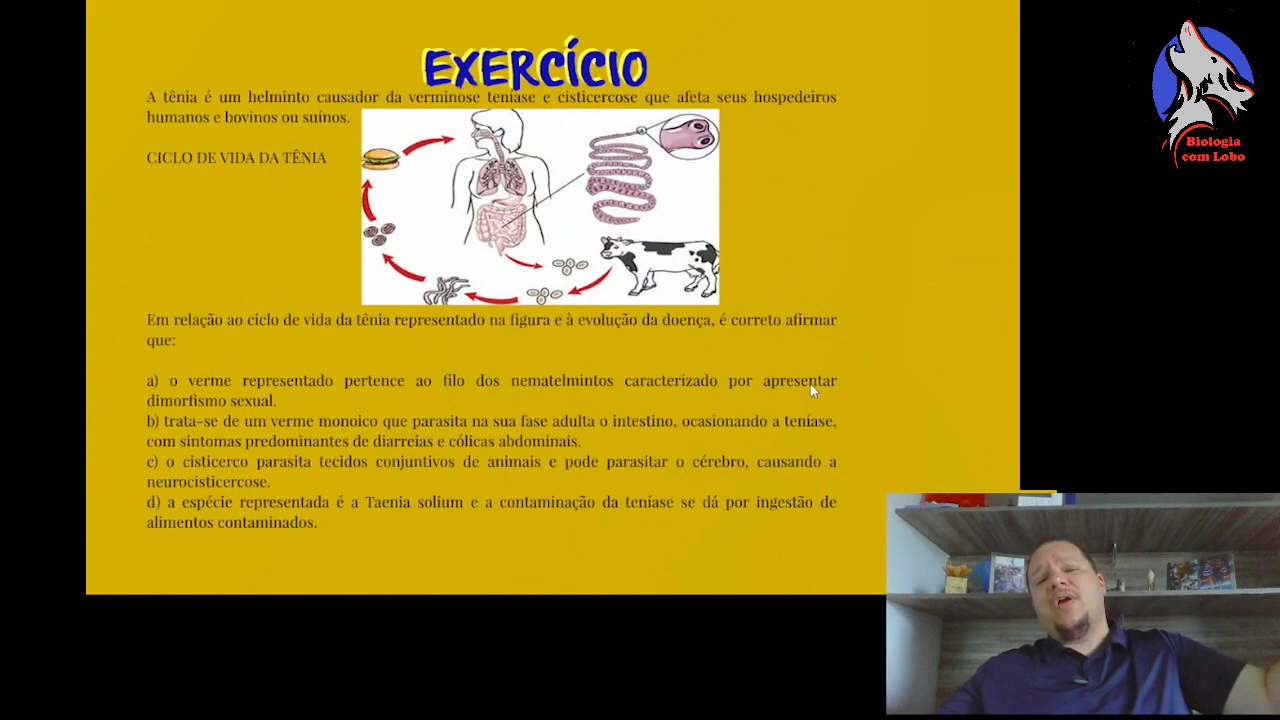 EXERCÍCIO
A tênia é um helminto causador da verminose teníase e cisticercose que afeta seus hospedeiros
humanos e bovinos ou suínos.
CICLO DE VIDA DA TÊNIA
Em relação ao ciclo de vida da tênia representado na figura e à evolução da doença, é correto afirmar
que:
a) o verme representado pertence ao filo dos nematelmintos caracterizado por apresentar
dimorfismo sexual.
b) trata-se de um verme monoico que parasita na sua fase adulta o intestino, ocasionando a teníase,
com sintomas predominantes de diarreias e cólicas abdominais.
c) o cisticerco parasita tecidos conjuntivos de animais e pode parasitar o cérebro, causando a
neurocisticercose.
d) a espécie representada é a Taenia solium e a contaminação da teníase se dá por ingestão de
alimentos contaminados.
Biologia
com Lobo